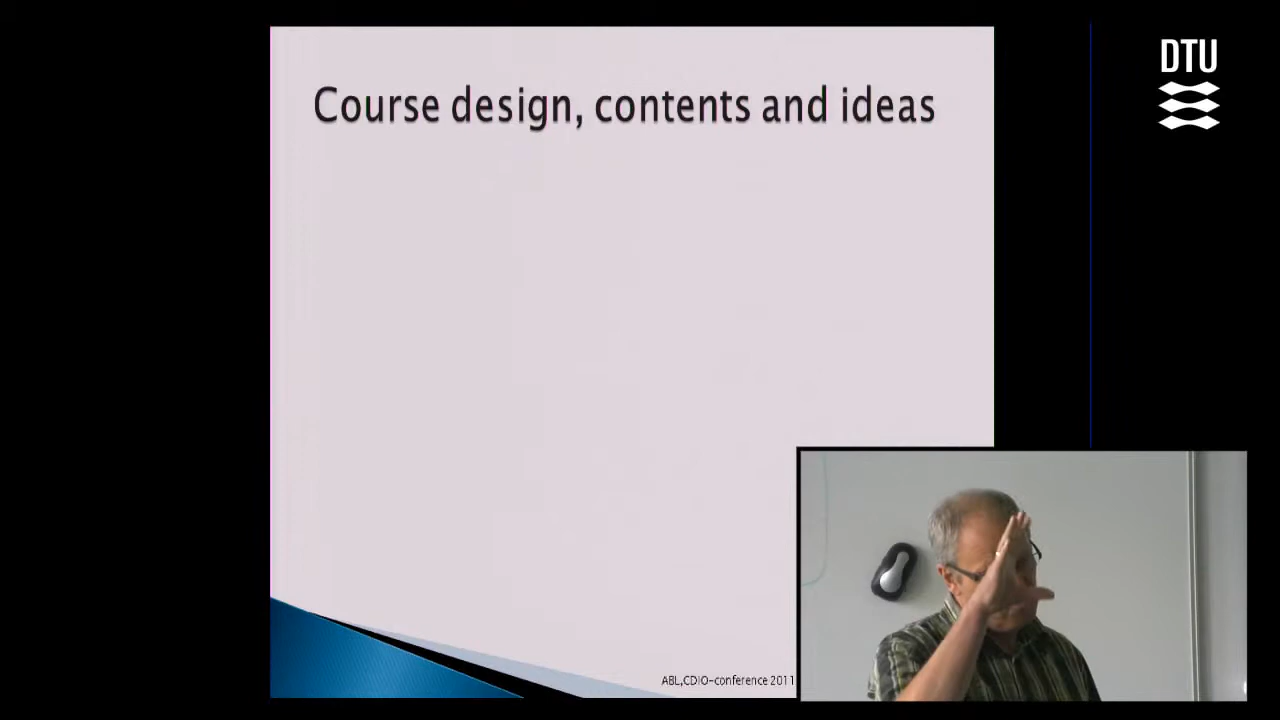 Course design, contents and ideas
DTU
ABL,CDIO-conference 2011